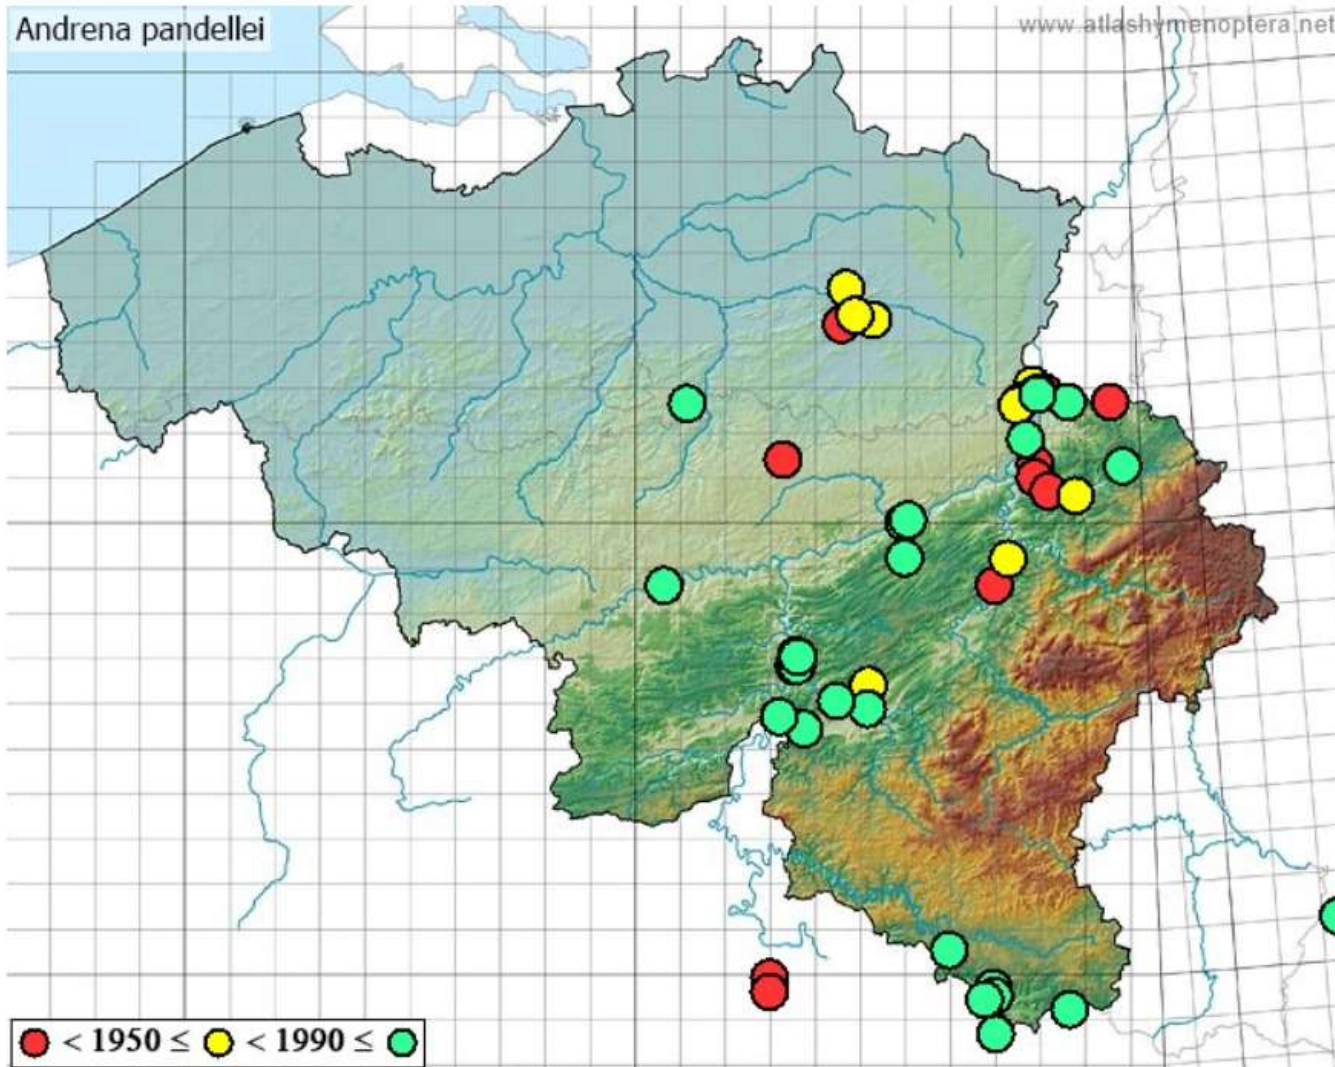 Andrena pandellei
www.atlashymenoptera.net
< 1950 ≤ < 1990 ≤